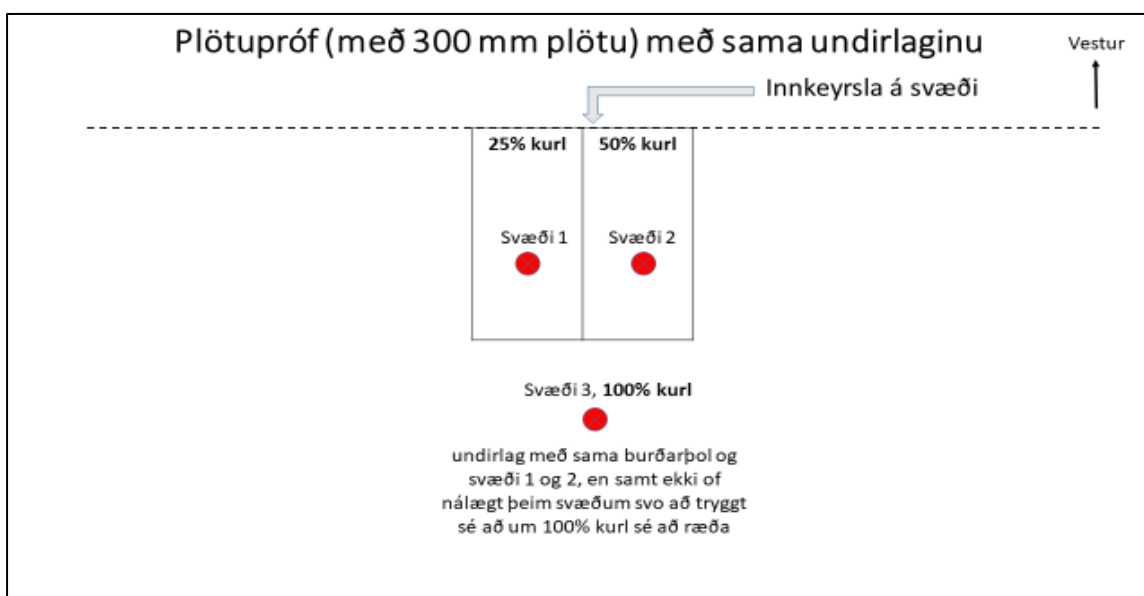 Plötupróf (með 300 mm plötu) með sama undirlaginu
Vestur
Innkeyrsla á svæði
25% kurl
50% kurl
Svæði 1
Svæði 2
Svæði 3, 100% kurl
undirlag með sama burðarþol og
svæði 1 og 2, en samt ekki of
nálægt þeim svæðum svo að tryggt
sé að um 100% kurl sé að ræða